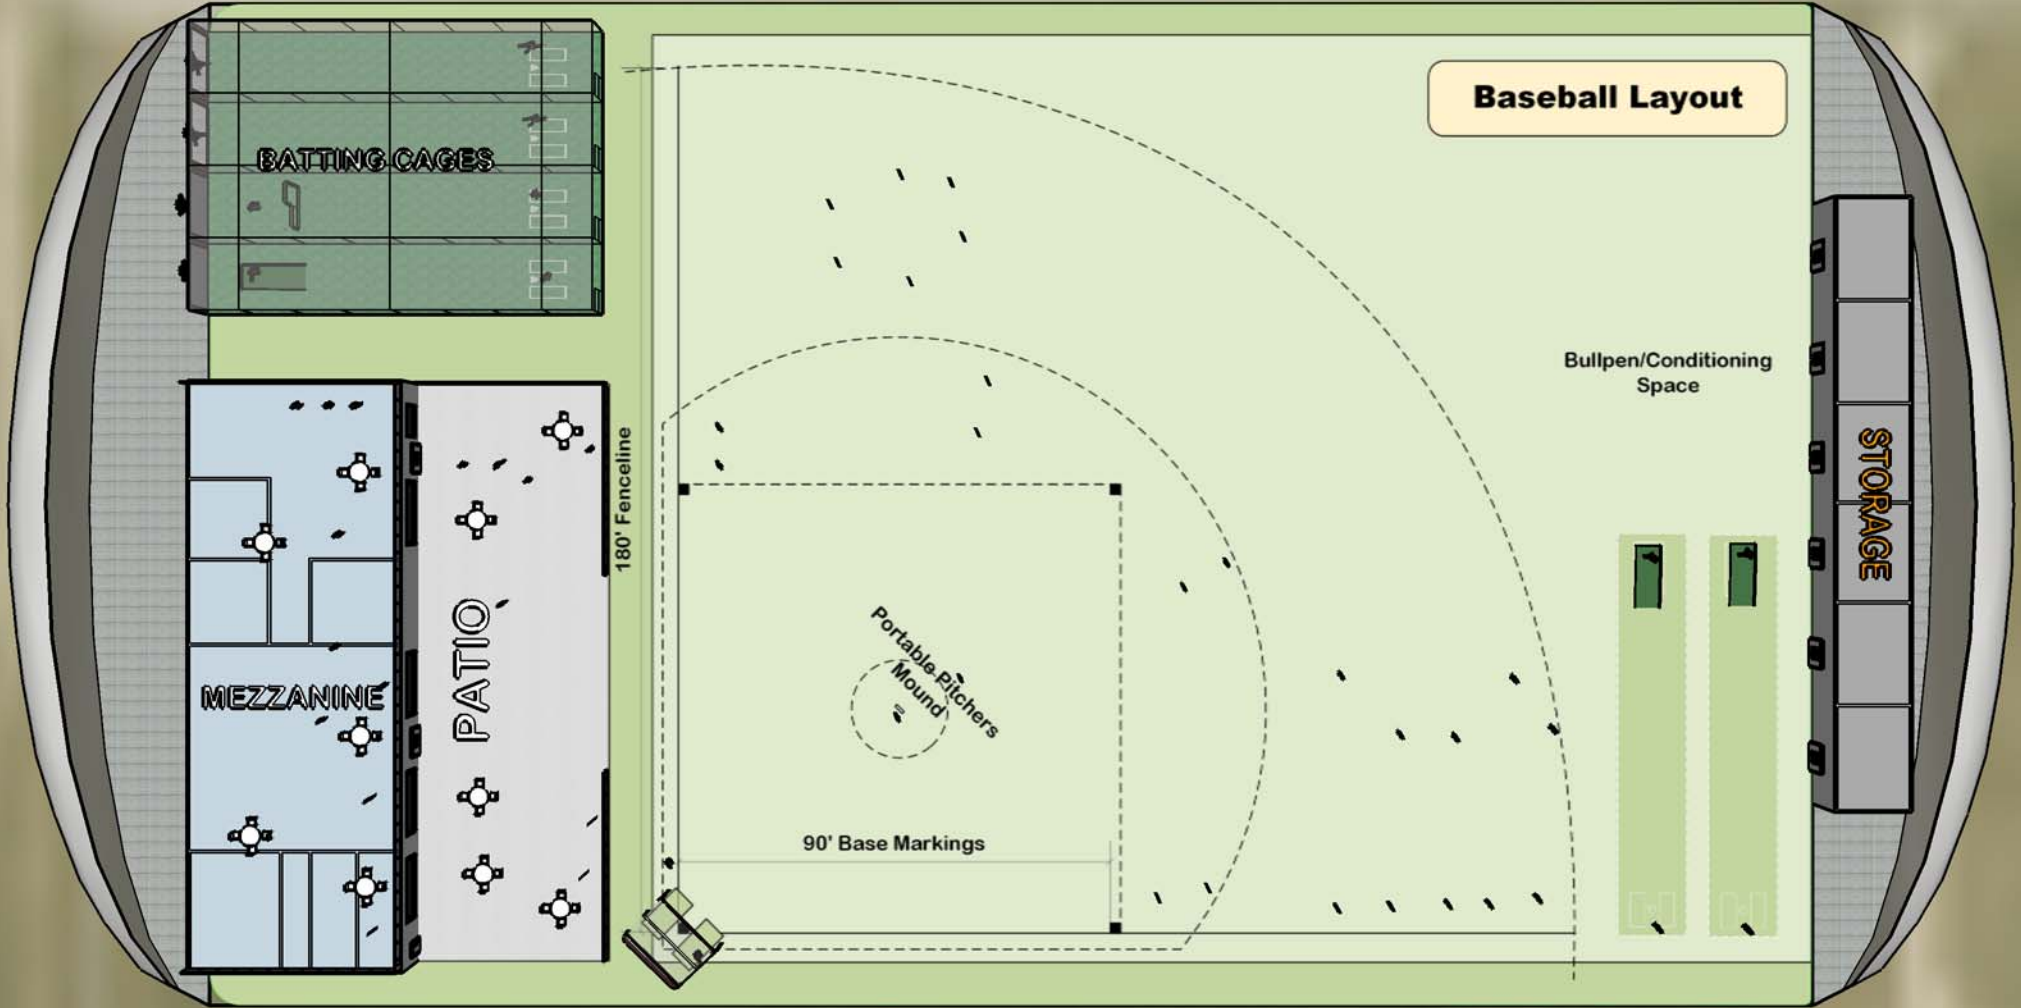 Baseball Layout
BATTING CAGES
Bullpen/Conditioning
Space
STORAGE
180' Fenceline
PATIO
MEZZANINE
Portable Pitchers
Mound
90' Base Markings